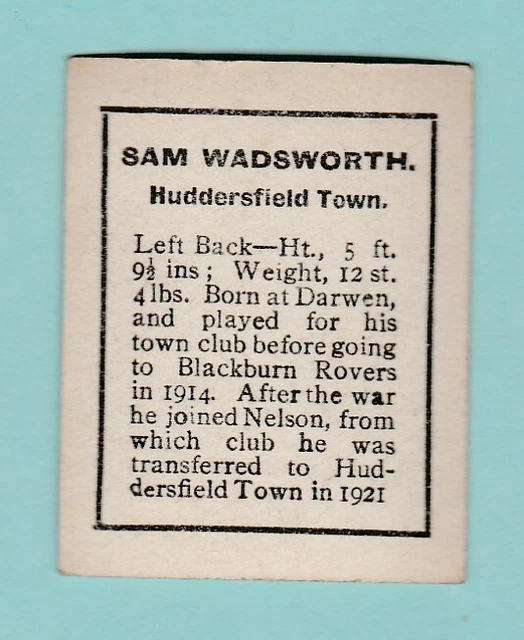 SAM WADSWORTH.
Huddersfield Town.
Left Back—Ht., 5 ft.
9½ ins; Weight, 12 st.
4 lbs. Born at Darwen,
and played for his
town club before going
to Blackburn Rovers
in 1914. After the war
he joined Nelson, from
which club he was
transferred to Hud-
dersfield Town in 1921